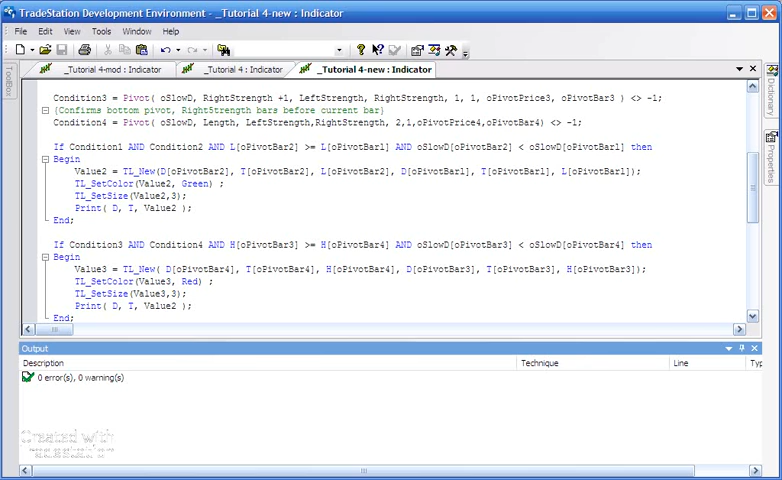 TradeStation Development Environment - _Tutorial 4-new : Indicator
File Edit View Tools Window Help
_Tutorial 4-mod : Indicator _Tutorial 4 : Indicator _Tutorial 4-new : Indicator
ToolBox
Dictionary
Properties
Condition3 = Pivot( oSlowD, RightStrength +1, LeftStrength, RightStrength, 1, 1, oPivotPrice3, oPivotBar3 ) <> -1;
{Confirms bottom pivot, RightStrength bars before current bar}
Condition4 = Pivot( oSlowD, Length, LeftStrength,RightStrength, 2,1,oPivotPrice4,oPivotBar4) <> -1;
If Condition1 AND Condition2 AND L[oPivotBar2] >= L[oPivotBar1] AND oSlowD[oPivotBar2] < oSlowD[oPivotBar1] then
Begin
Value2 = TL_New(D[oPivotBar2], T[oPivotBar2], L[oPivotBar2], D[oPivotBar1], T[oPivotBar1], L[oPivotBar1]);
TL_SetColor(Value2, Green) ;
TL_SetSize(Value2,3);
Print( D, T, Value2 );
End;
If Condition3 AND Condition4 AND H[oPivotBar3] >= H[oPivotBar4] AND oSlowD[oPivotBar3] < oSlowD[oPivotBar4] then
Begin
Value3 = TL_New( D[oPivotBar4], T[oPivotBar4], H[oPivotBar4], D[oPivotBar3], T[oPivotBar3], H[oPivotBar3]);
TL_SetColor(Value3, Red) ;
TL_SetSize(Value3,3);
Print( D, T, Value2 );
End;
Output
Description Technique Line Typ
0 error(s), 0 warning(s)
Created with